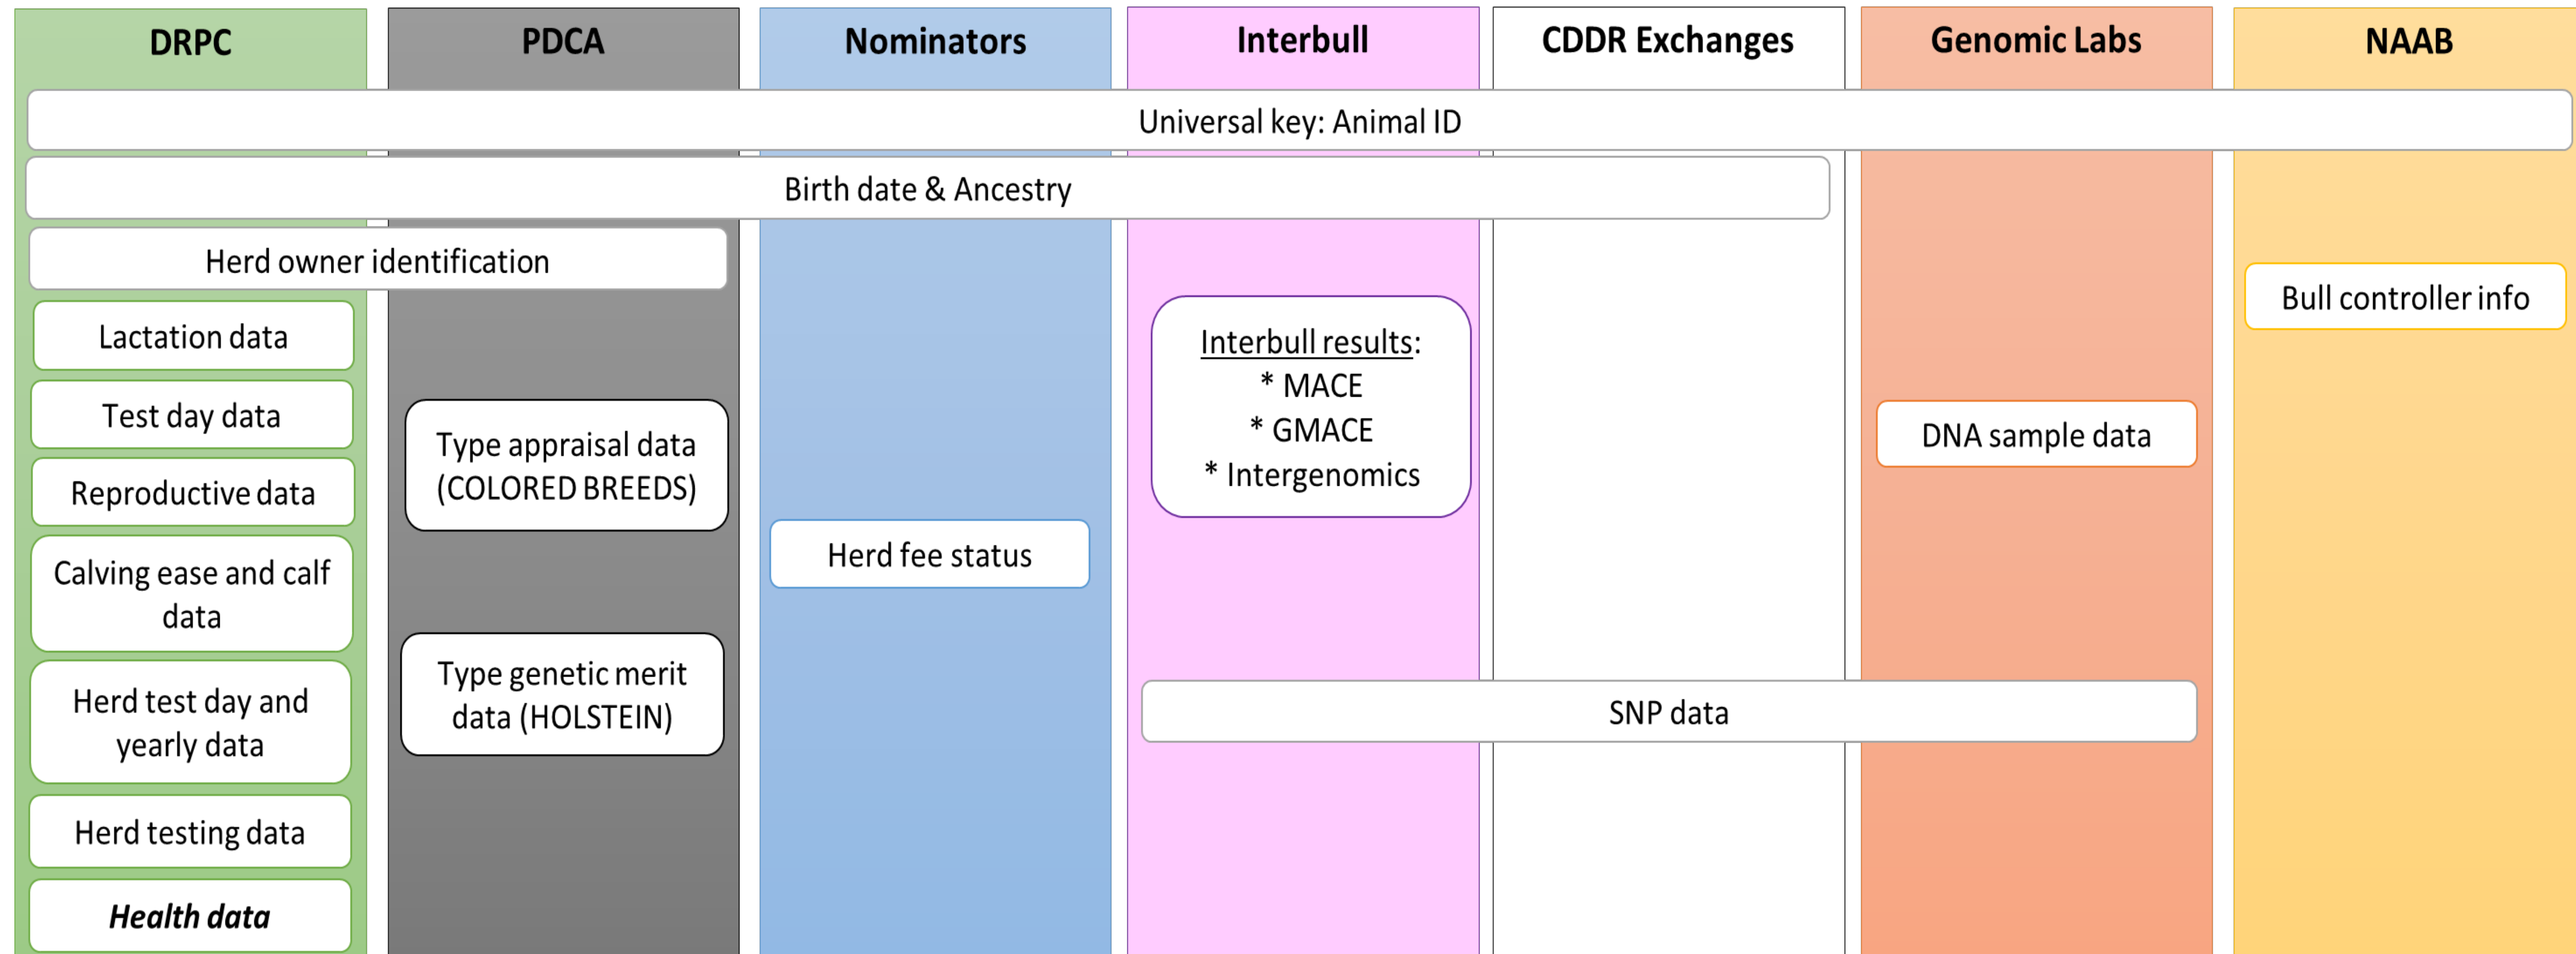 DRPC
PDCA
Nominators
Interbull
CDDR Exchanges
Genomic Labs
NAAB
Universal key: Animal ID
Birth date & Ancestry
Herd owner identification
Lactation data
Test day data
Reproductive data
Calving ease and calf
data
Herd test day and
yearly data
Herd testing data
Health data
Type appraisal data
(COLORED BREEDS)
Type genetic merit
data (HOLSTEIN)
Herd fee status
Interbull results:
* MACE
* GMACE
* Intergenomics
SNP data
DNA sample data
Bull controller info